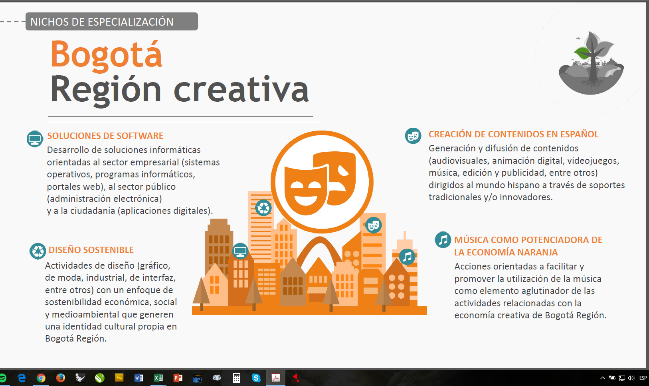 NICHOS DE ESPECIALIZACIÓN
Bogotá
Región creativa
SOLUCIONES DE SOFTWARE
Desarrollo de soluciones informáticas
orientadas al sector empresarial (sistemas
operativos, programas informáticos,
portales web), al sector público
(administración electrónica)
y a la ciudadanía (aplicaciones digitales).
DISEÑO SOSTENIBLE
Actividades de diseño (gráfico,
de moda, industrial, de interfaz,
entre otros) con un enfoque de
sostenibilidad económica, social
y medioambiental que generen
una identidad cultural propia en
Bogotá Región.
CREACIÓN DE CONTENIDOS EN ESPAÑOL
Generación y difusión de contenidos
(audiovisuales, animación digital, videojuegos,
música, edición y publicidad, entre otros)
dirigidos al mundo hispano a través de soportes
tradicionales y/o innovadores.
MÚSICA COMO POTENCIADORA DE
LA ECONOMÍA NARANJA
Acciones orientadas a facilitar y
promover la utilización de la música
como elemento aglutinador de las
actividades relacionadas con la
economía creativa de Bogotá Región.
ESP